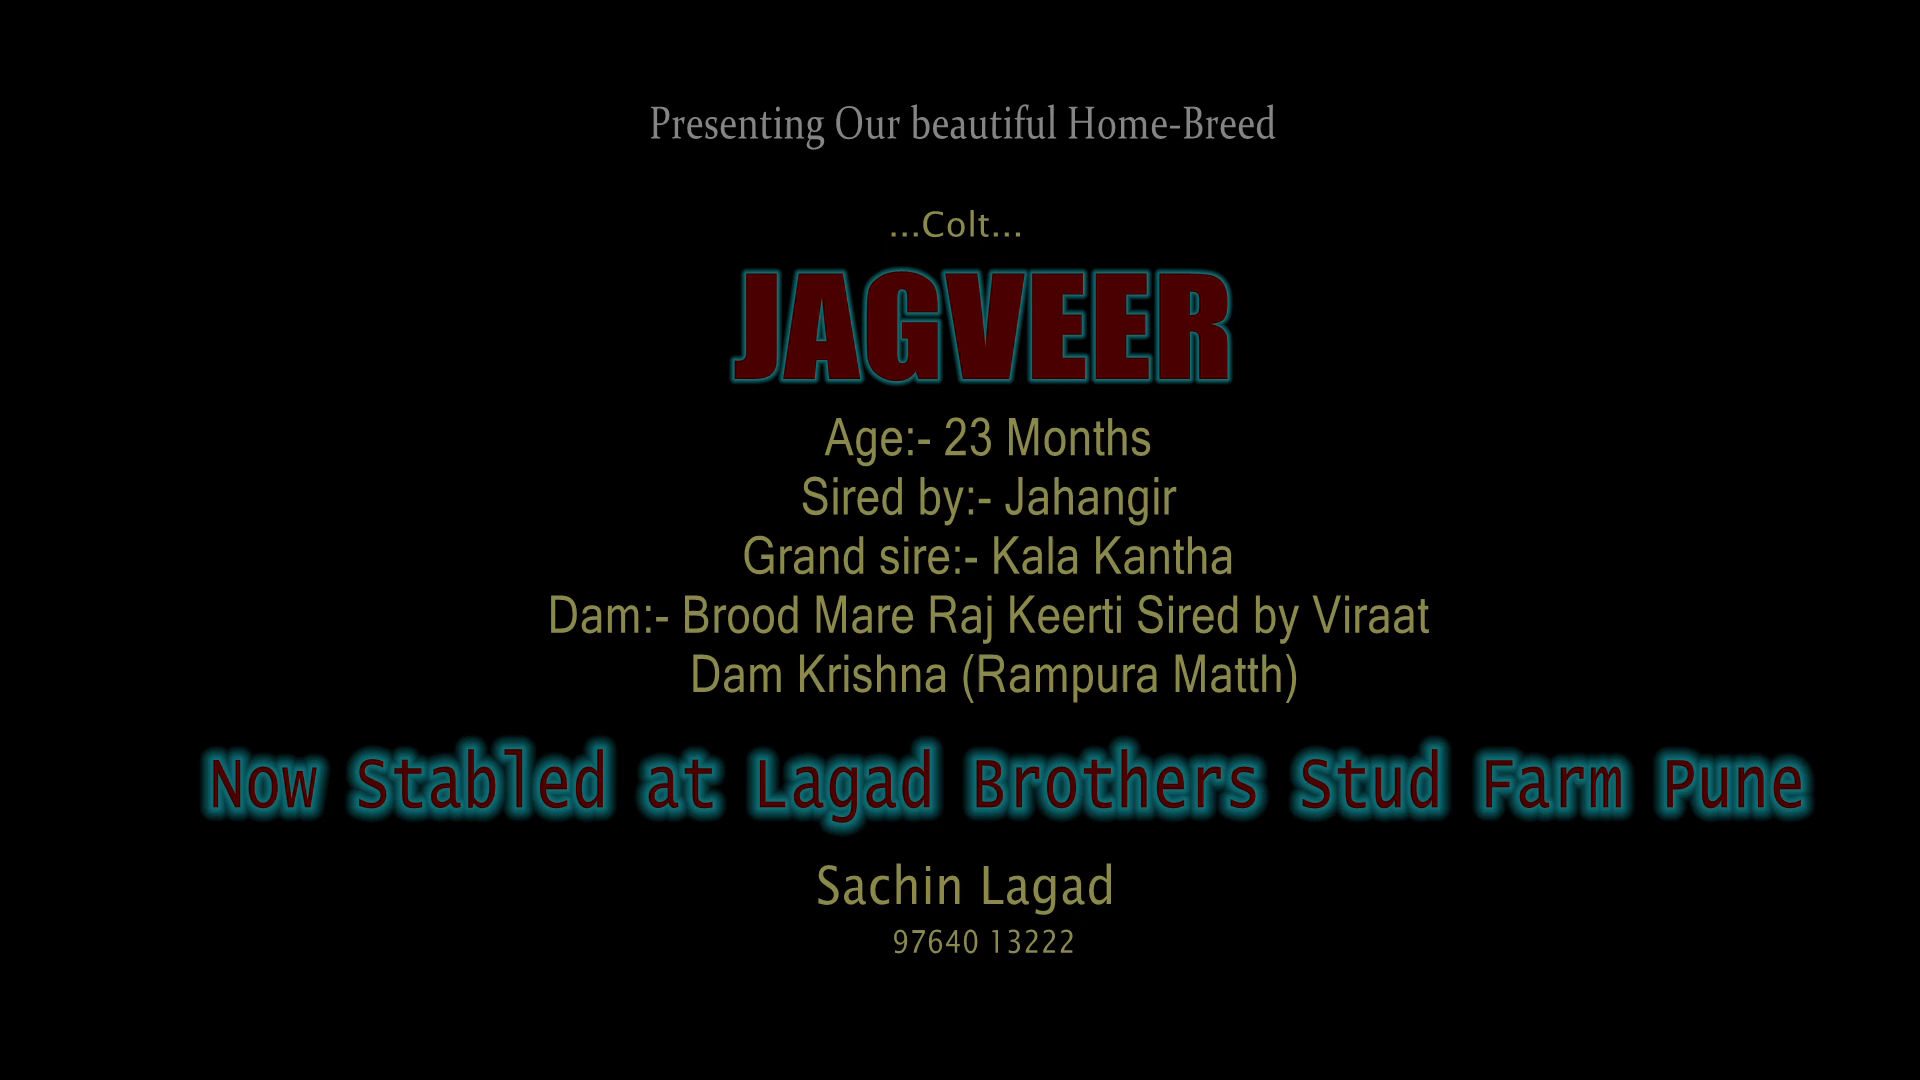 Presenting Our beautiful Home-Breed
...Colt...
JAGVEER
Age:- 23 Months
Sired by:- Jahangir
Grand sire:- Kala Kantha
Dam:- Brood Mare Raj Keerti Sired by Viraat
Dam Krishna (Rampura Matth)
Now Stabled at Lagad Brothers Stud Farm Pune
Sachin Lagad
97640 13222